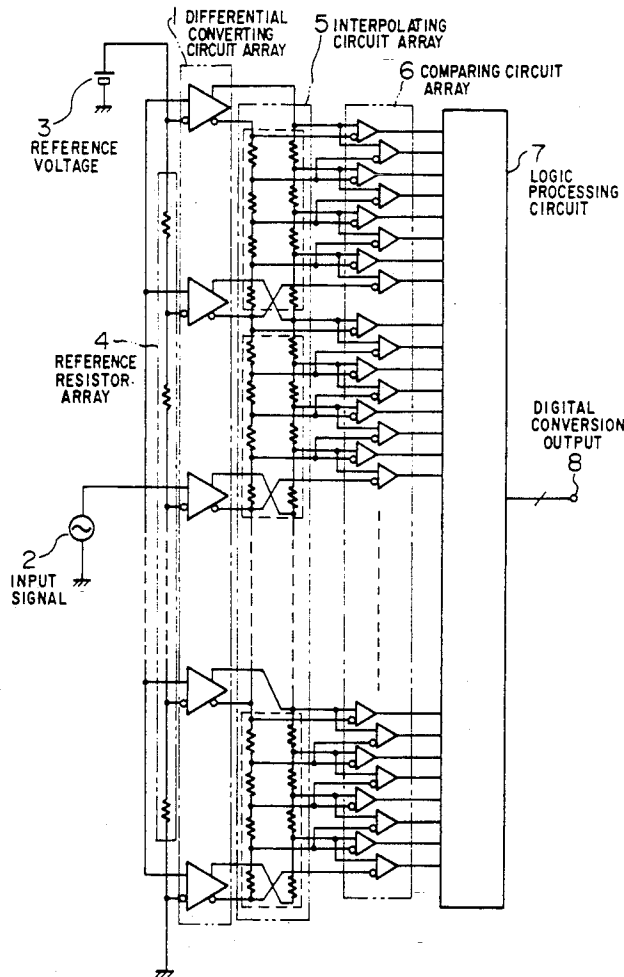 1 DIFFERENTIAL
CONVERTING
CIRCUIT ARRAY
5 INTERPOLATING
CIRCUIT ARRAY
6 COMPARING CIRCUIT
ARRAY
3
REFERENCE
VOLTAGE
7
LOGIC
PROCESSING
CIRCUIT
4
REFERENCE
RESISTOR
ARRAY
DIGITAL
CONVERSION
OUTPUT
8
2
INPUT
SIGNAL